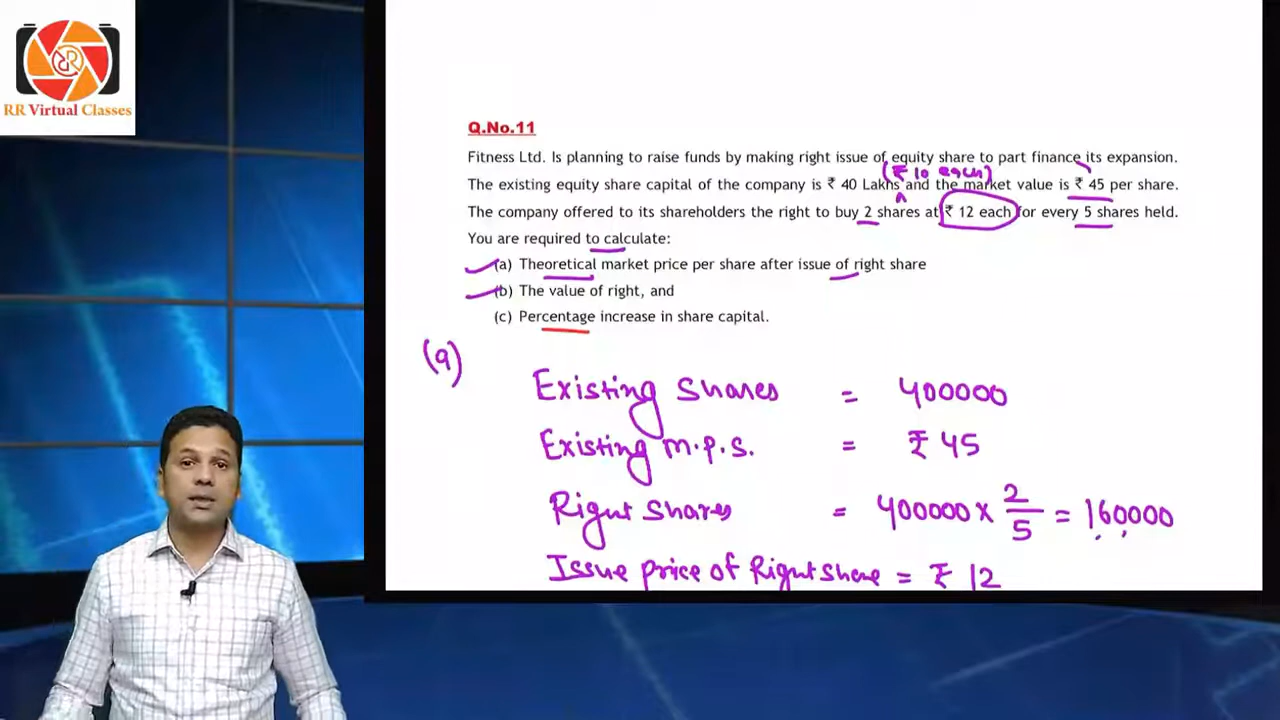 RR Virtual Classes
Q.No.11
Fitness Ltd. Is planning to raise funds by making right issue of equity share to part finance its expansion.
(₹ 10 each)
The existing equity share capital of the company is ₹ 40 Lakhs and the market value is ₹ 45 per share.
The company offered to its shareholders the right to buy 2 shares at ₹ 12 each for every 5 shares held.
You are required to calculate:
(a) Theoretical market price per share after issue of right share
(b) The value of right, and
(c) Percentage increase in share capital.
(a)
Existing Shares = 400000
Existing M.P.S. = ₹ 45
Right Shares = 400000 × 2/5 = 160000
Issue price of Right Share = ₹ 12